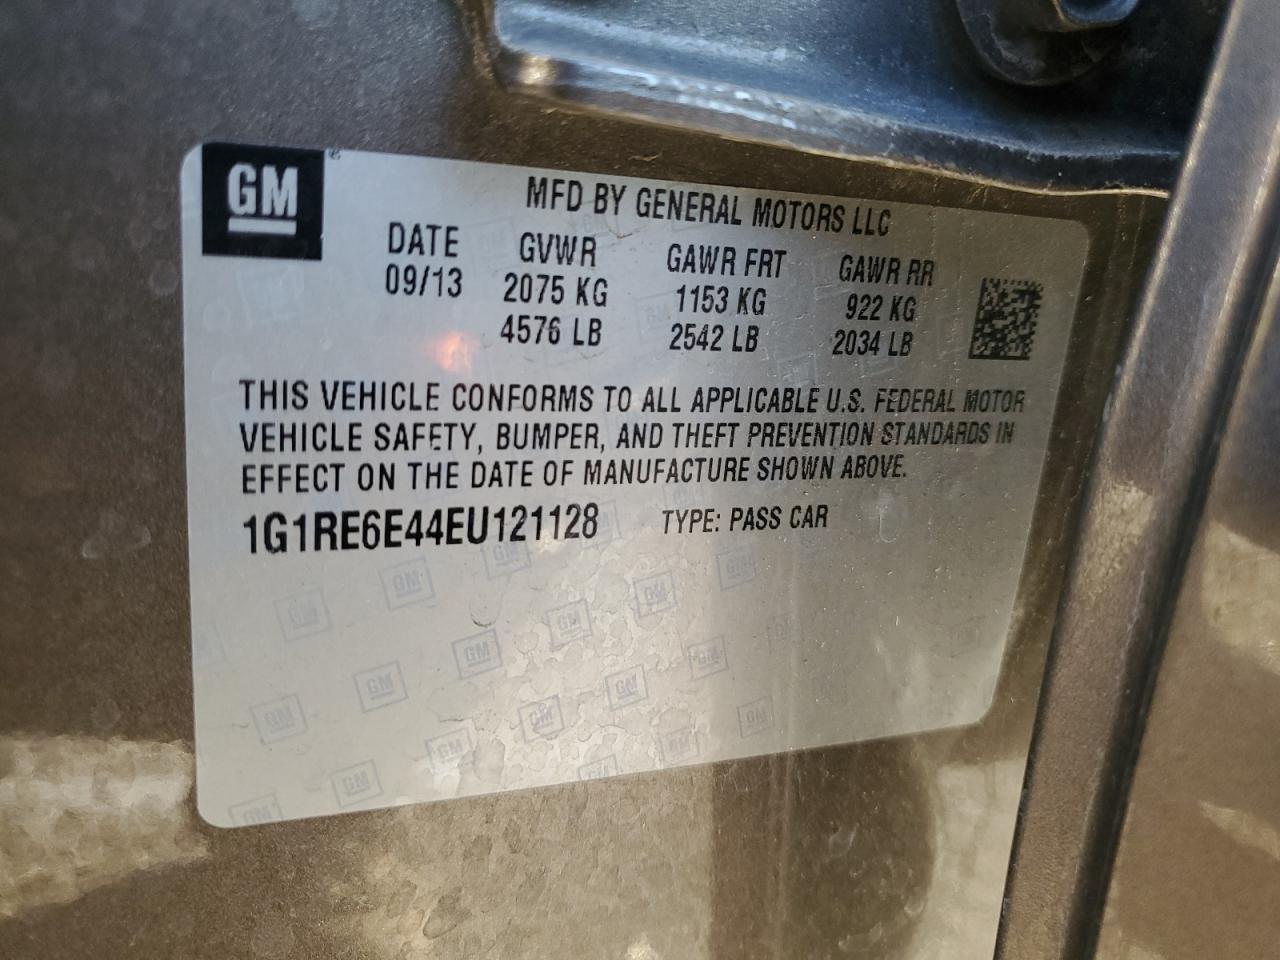 GM®
MFD BY GENERAL MOTORS LLC
DATE GVWR GAWR FRT GAWR RR
09/13 2075 KG 1153 KG 922 KG
4576 LB 2542 LB 2034 LB
THIS VEHICLE CONFORMS TO ALL APPLICABLE U.S. FEDERAL MOTOR
VEHICLE SAFETY, BUMPER, AND THEFT PREVENTION STANDARDS IN
EFFECT ON THE DATE OF MANUFACTURE SHOWN ABOVE.
1G1RE6E44EU121128 TYPE: PASS CAR